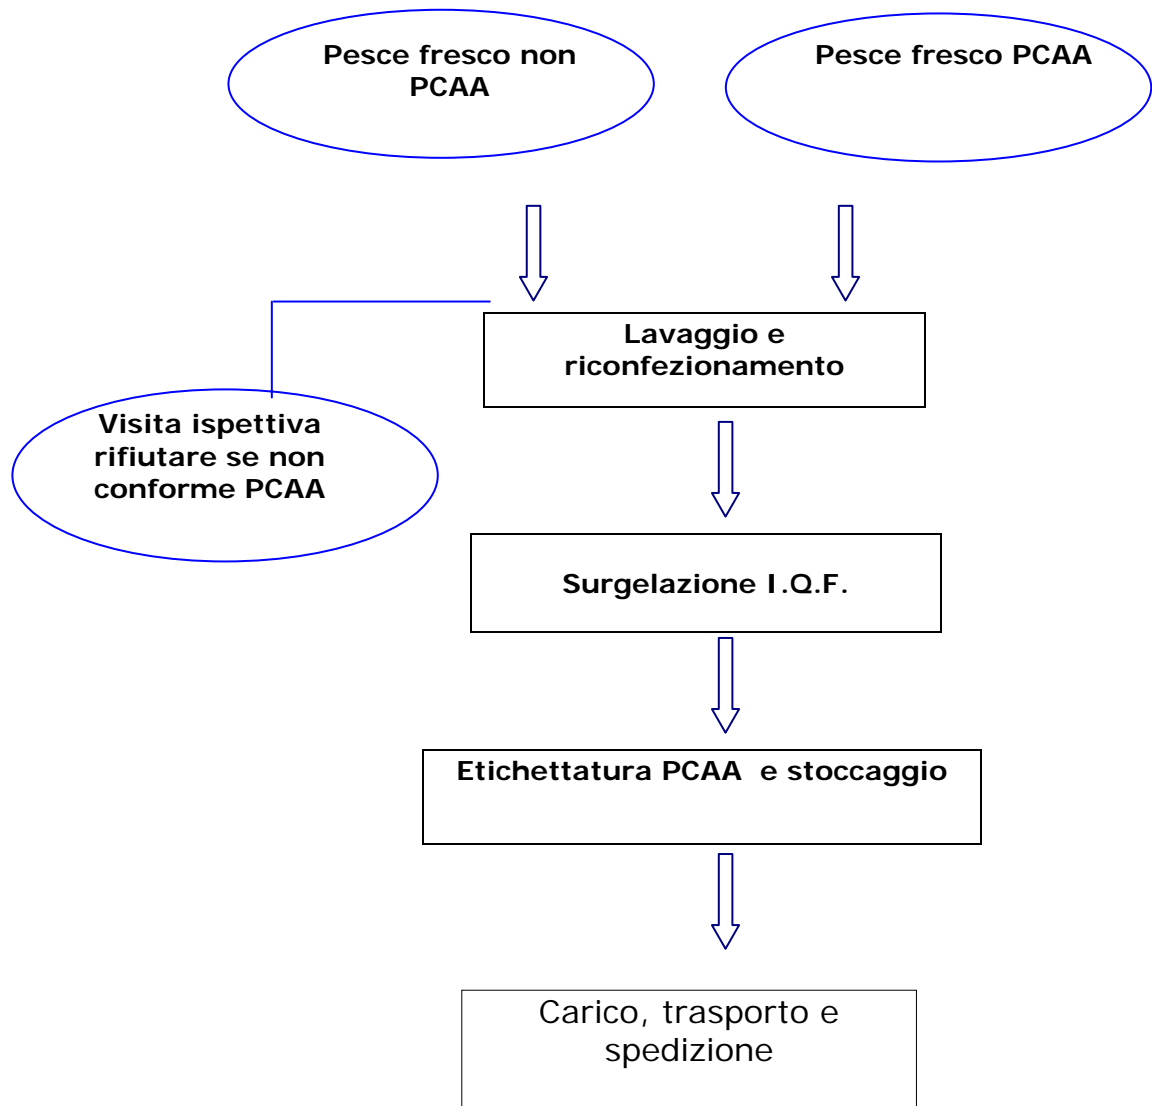 Pesce fresco non
PCAA
Pesce fresco PCAA
Lavaggio e
riconfezionamento
Visita ispettiva
rifiutare se non
conforme PCAA
Surgelazione I.Q.F.
Etichettatura PCAA e stoccaggio
Carico, trasporto e
spedizione